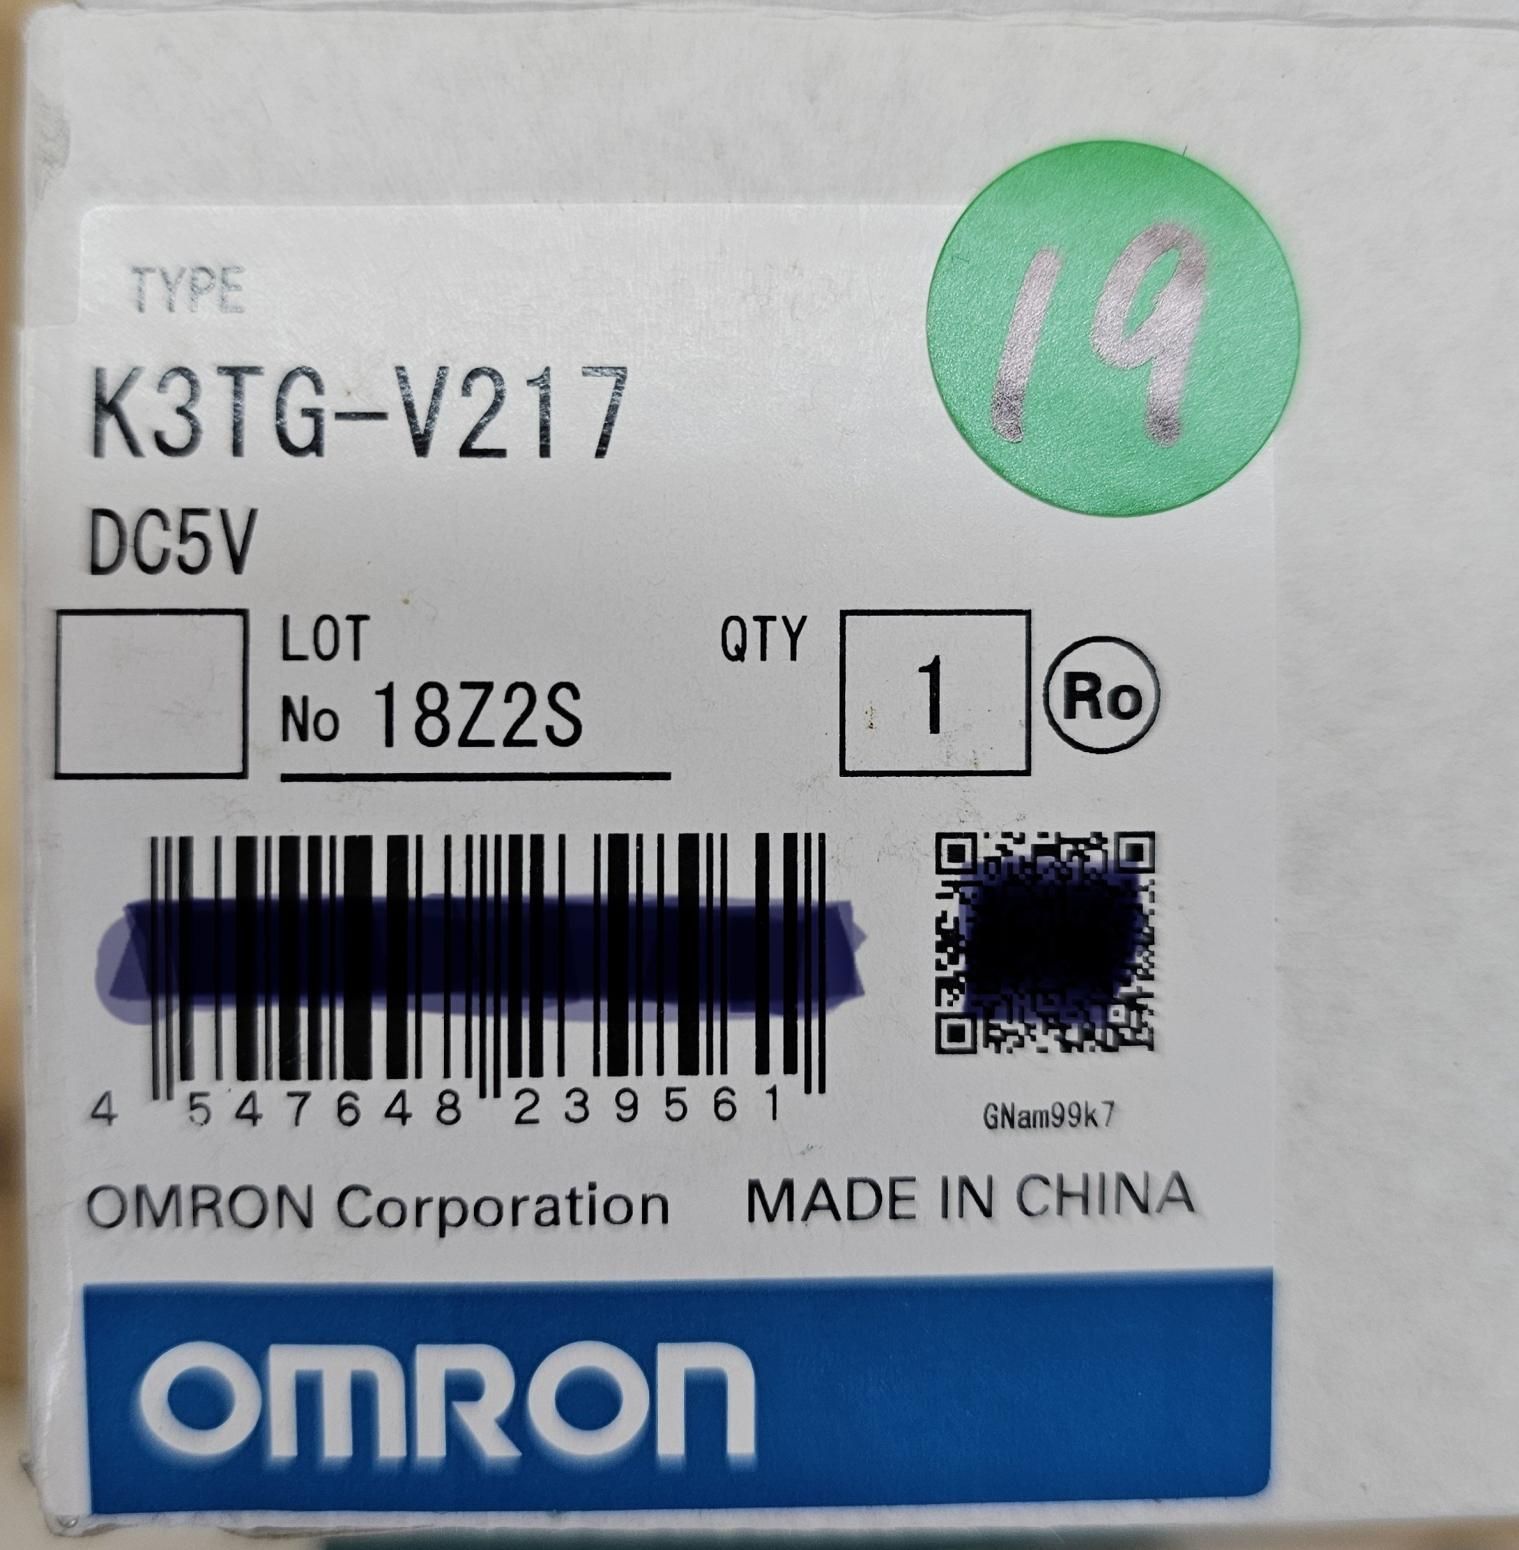 19
TYPE
K3TG-V217
DC5V
LOT
No 18Z2S
QTY
1
Ro
4 547648 239561
GNam99k7
OMRON Corporation MADE IN CHINA
OMRON